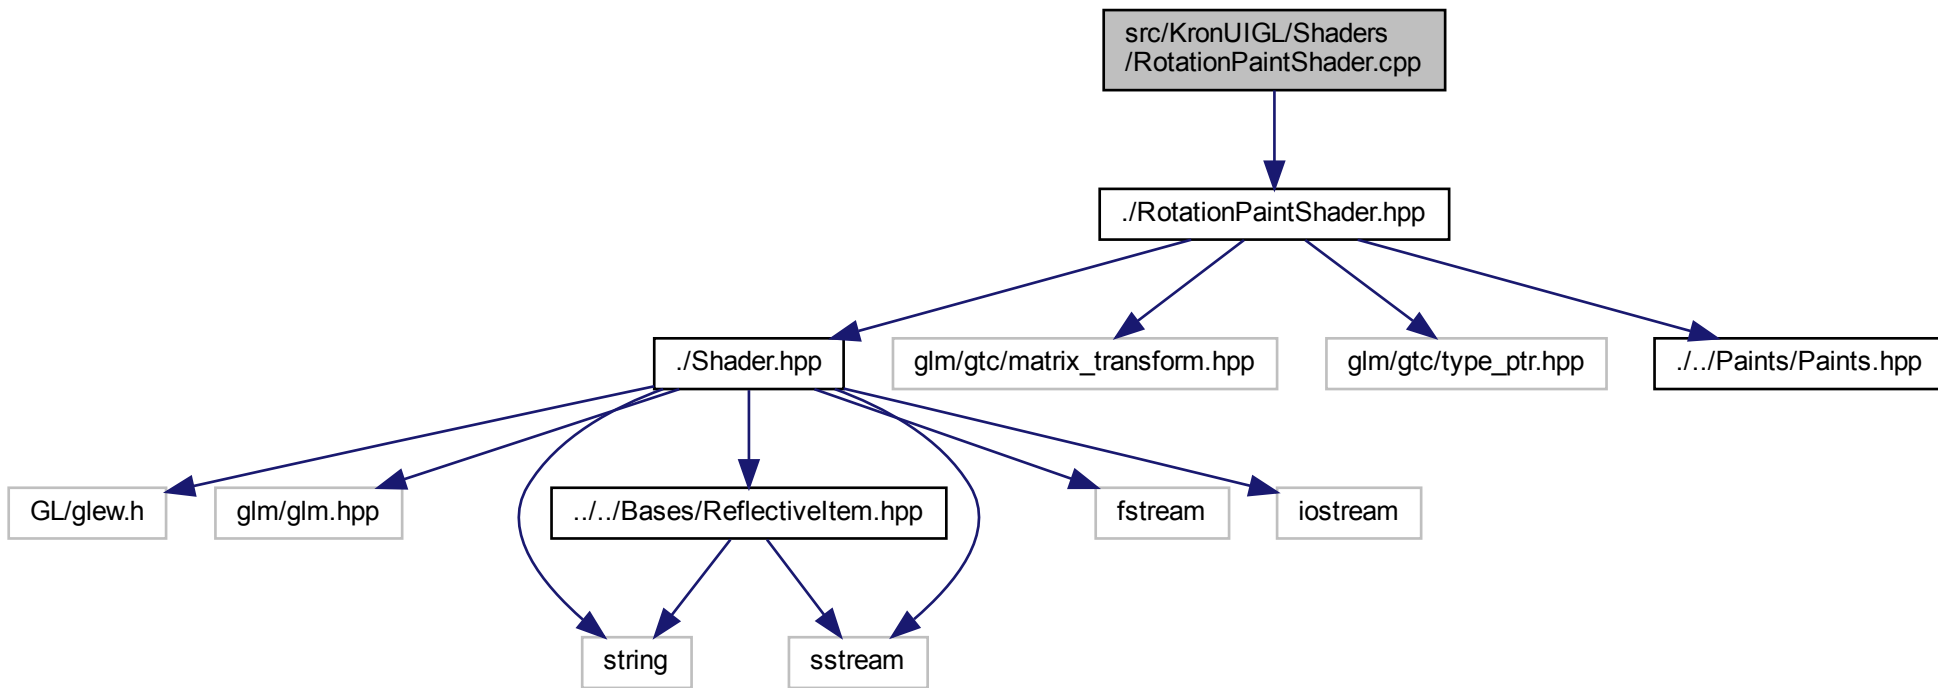 src/KronUIGL/Shaders
/RotationPaintShader.cpp
./RotationPaintShader.hpp
./Shader.hpp
glm/gtc/matrix_transform.hpp
glm/gtc/type_ptr.hpp
./../Paints/Paints.hpp
GL/glew.h
glm/glm.hpp
../../Bases/ReflectiveItem.hpp
fstream
iostream
string
sstream